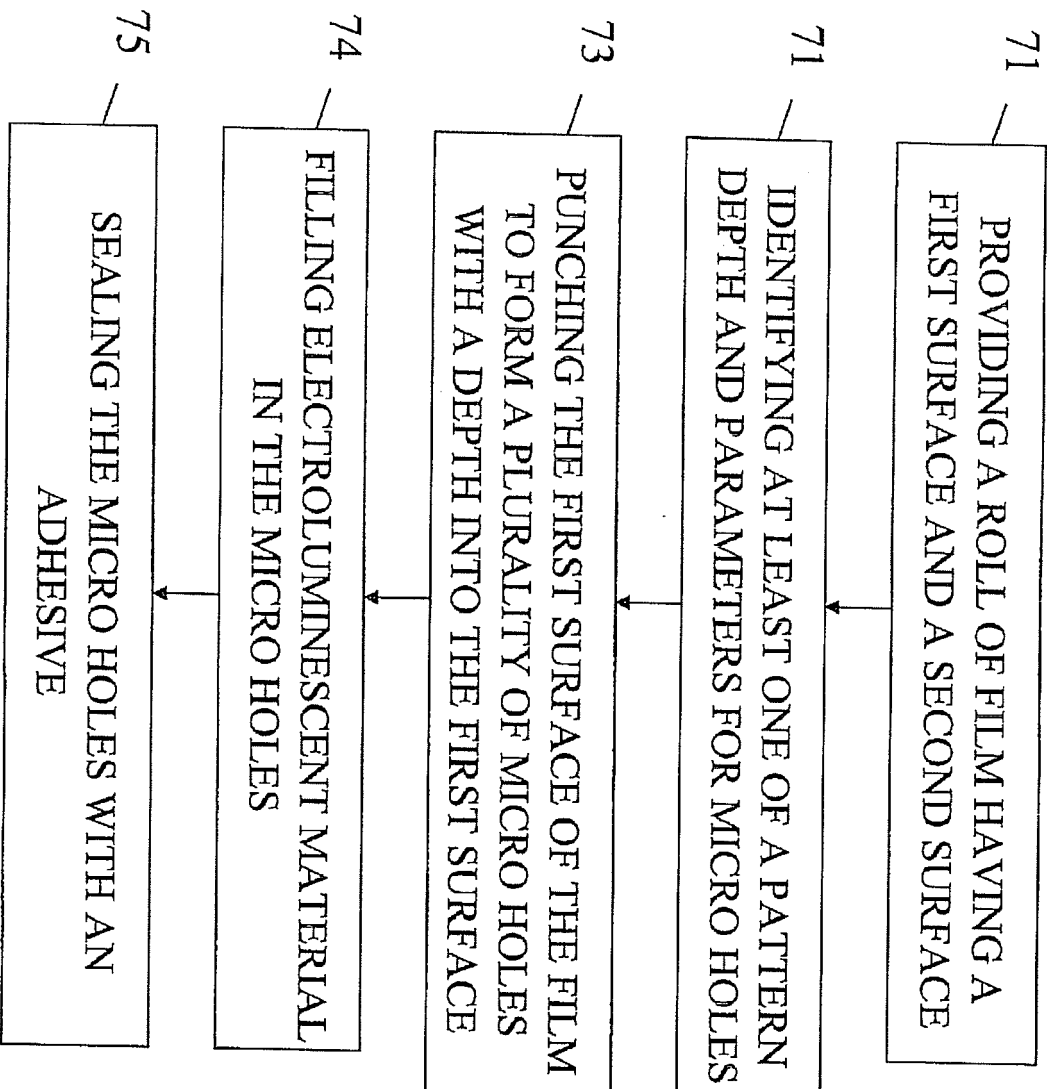 71
PROVIDING A ROLL OF FILM HAVING A
FIRST SURFACE AND A SECOND SURFACE
71
IDENTIFYING AT LEAST ONE OF A PATTERN
DEPTH AND PARAMETERS FOR MICRO HOLES
73
PUNCHING THE FIRST SURFACE OF THE FILM
TO FORM A PLURALITY OF MICRO HOLES
WITH A DEPTH INTO THE FIRST SURFACE
74
FILLING ELECTROLUMINESCENT MATERIAL
IN THE MICRO HOLES
75
SEALING THE MICRO HOLES WITH AN
ADHESIVE